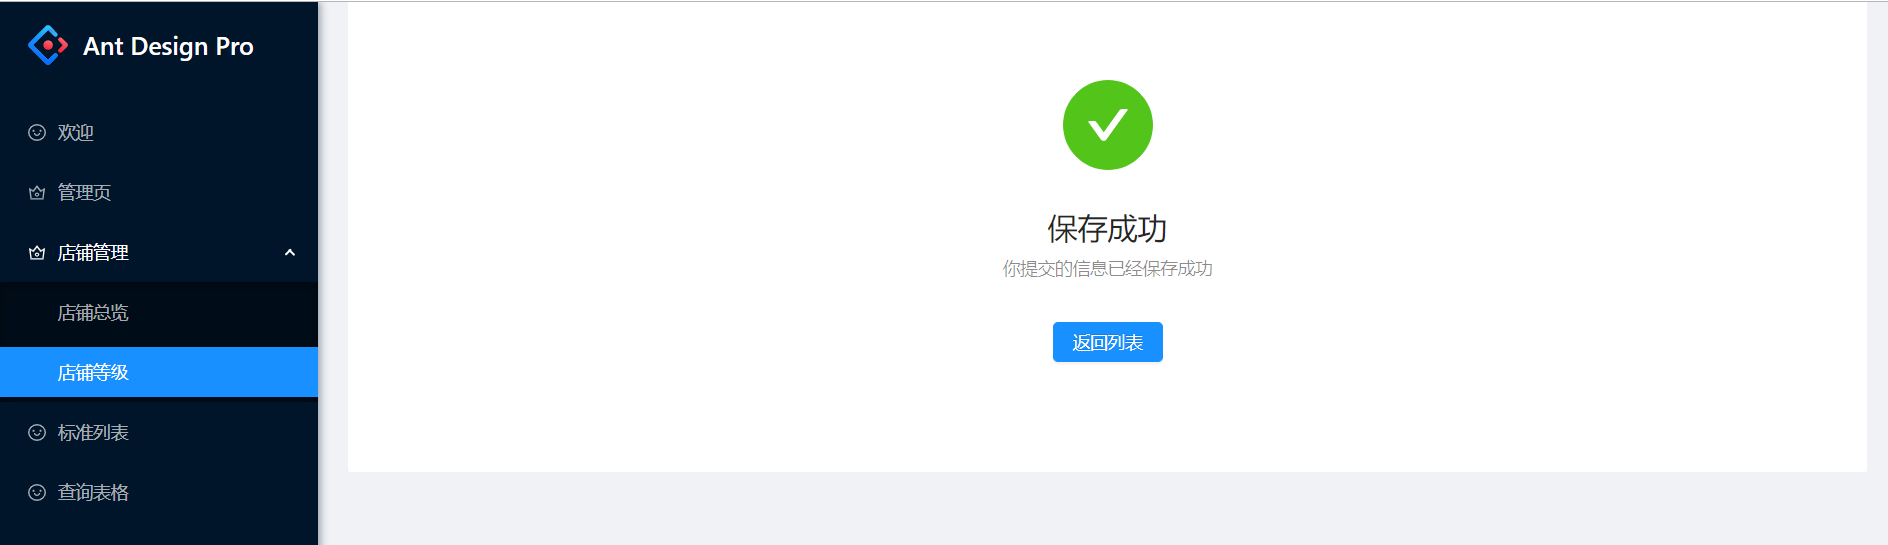 Ant Design Pro
欢迎
管理页
店铺管理
店铺总览
店铺等级
标准列表
查询表格
保存成功
你提交的信息已经保存成功
返回列表